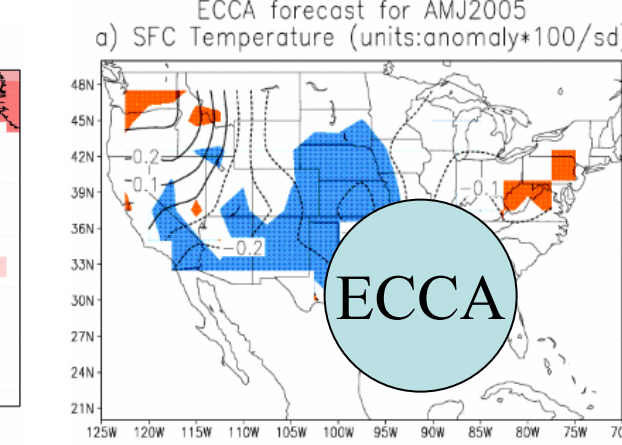 ECCA forecast for AMJ2005
a) SFC Temperature (units:anomaly*100/sd)
48N
45N
42N
39N
36N
33N
30N
27N
24N
21N
-0.2
-0.1
-0.1
-0.2
ECCA
125W 120W 115W 110W 105W 100W 95W 90W 85W 80W 75W 70